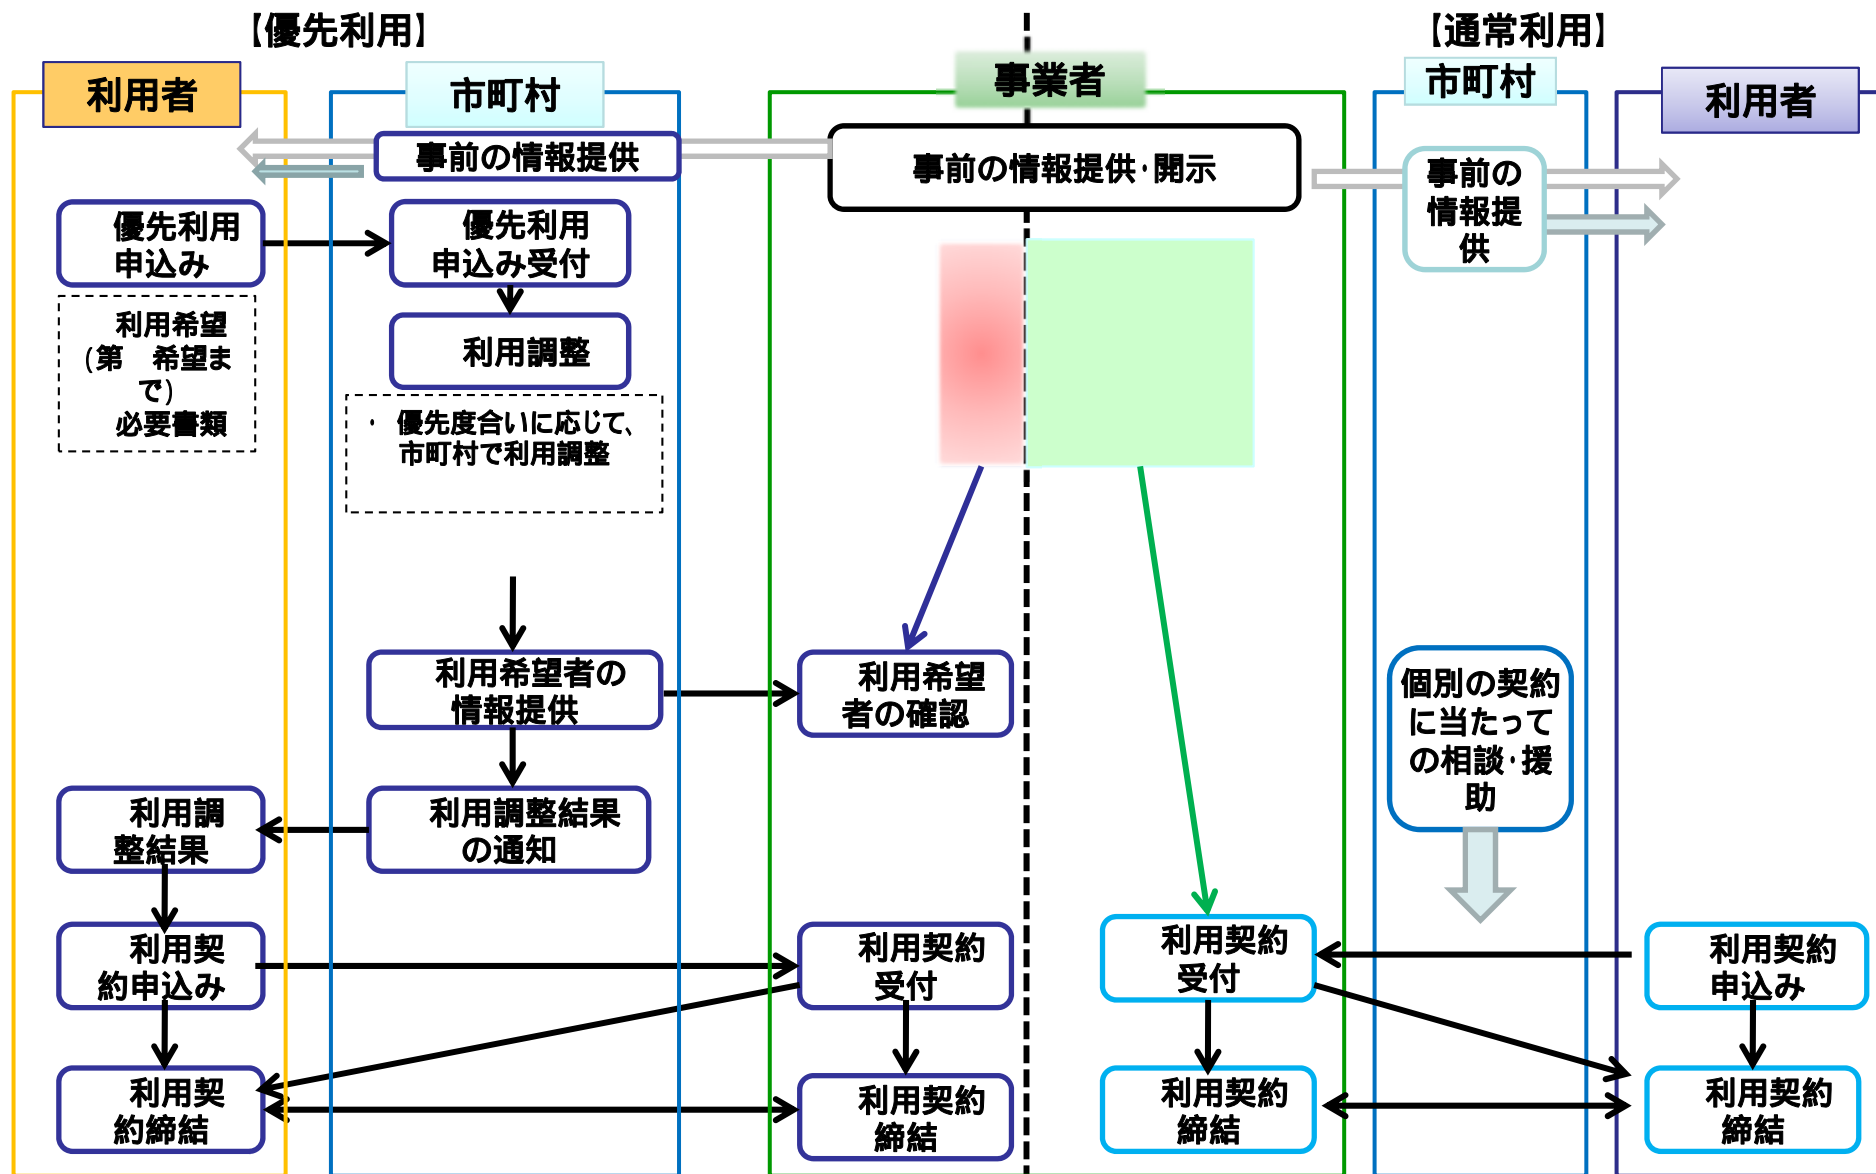 【優先利用】
【通常利用】
利用者
市町村
事業者
市町村
利用者
事前の情報提供
事前の情報提供・開示
事前の
情報提
供
優先利用
申込み
優先利用
申込み受付
利用希望
(第　希望ま
で)
必要書類
利用調整
・ 優先度合いに応じて、
市町村で利用調整
利用希望者の
情報提供
利用希望
者の確認
個別の契約
に当たって
の相談・援
助
利用調
整結果
利用調整結果
の通知
利用契
約申込み
利用契約
受付
利用契約
受付
利用契約
申込み
利用契
約締結
利用契約
締結
利用契約
締結
利用契約
締結